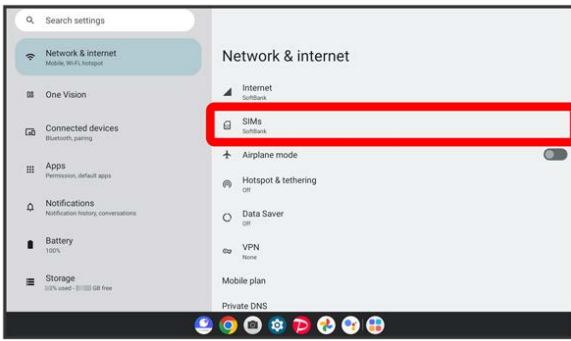 Search settings
Network & internet
Mobile, Wi-Fi, hotspot
One Vision
Connected devices
Bluetooth, pairing
Apps
Permission, default apps
Notifications
Notification history, conversations
Battery
100%
Storage
% used - GB free
Network & internet
Internet
SoftBank
SIMs
SoftBank
Airplane mode
Hotspot & tethering
Off
Data Saver
Off
VPN
None
Mobile plan
Private DNS